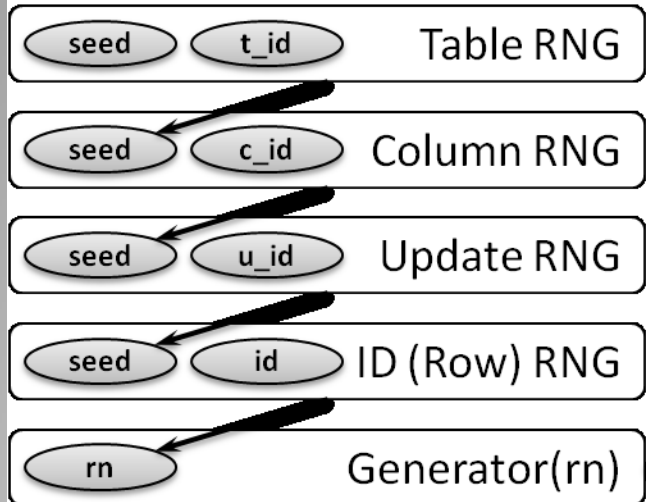 seed t_id Table RNG
seed c_id Column RNG
seed u_id Update RNG
seed id ID (Row) RNG
rn Generator(rn)